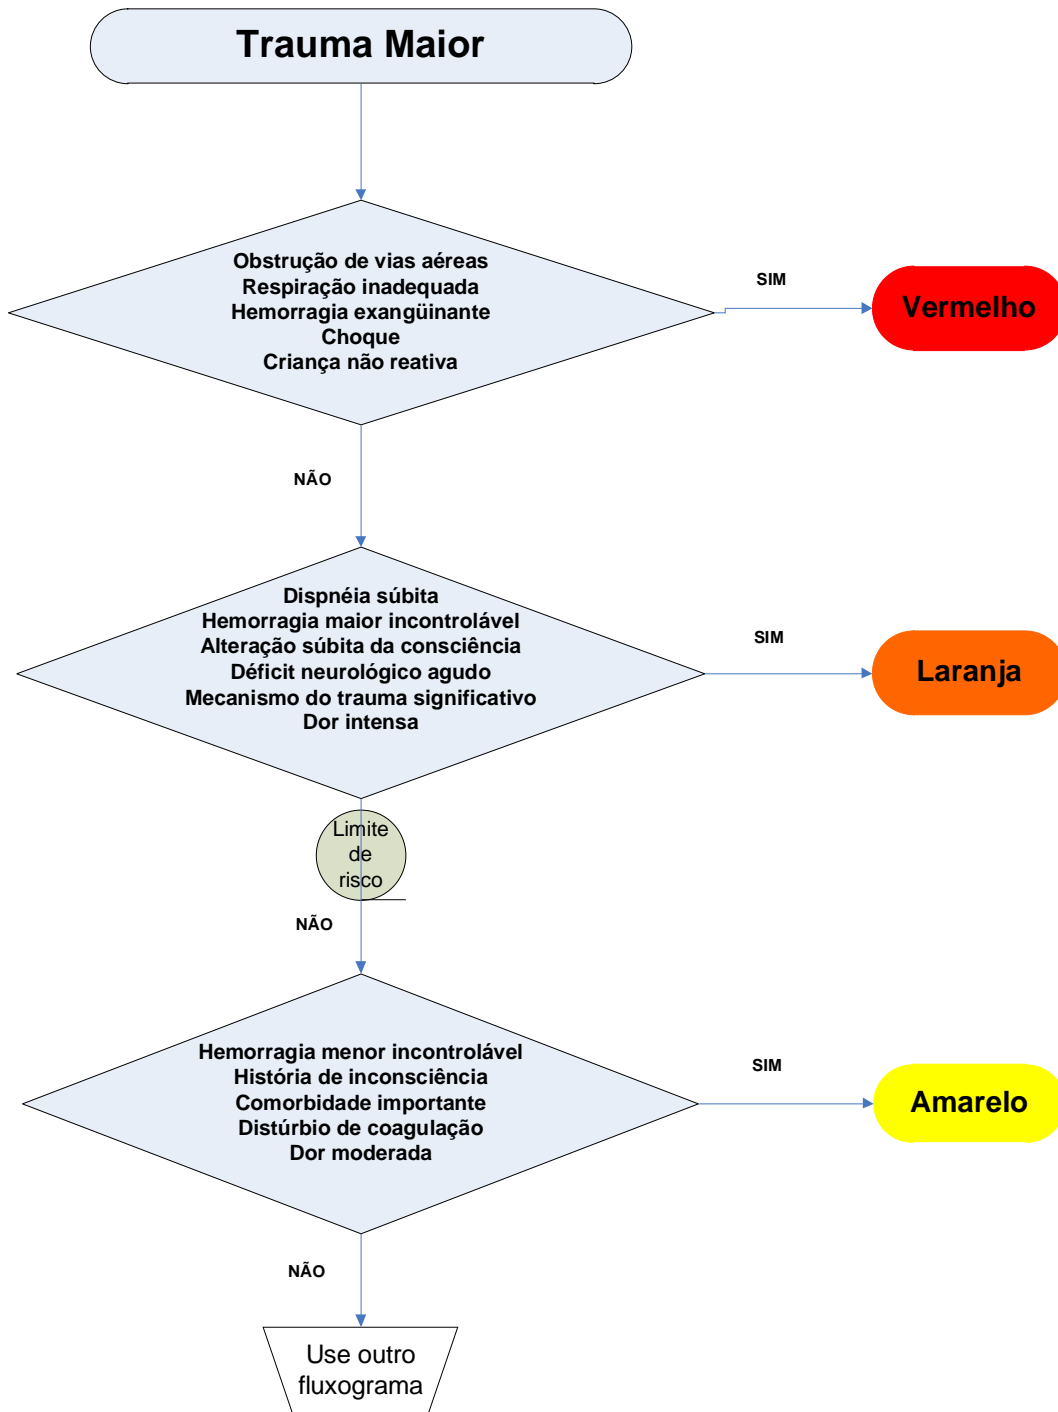 Trauma Maior
Obstrução de vias aéreas
Respiração inadequada
Hemorragia exangüinante
Choque
Criança não reativa
SIM
Vermelho
NÃO
Dispnéia súbita
Hemorragia maior incontrolável
Alteração súbita da consciência
Déficit neurológico agudo
Mecanismo do trauma significativo
Dor intensa
SIM
Laranja
Limite
de
risco
NÃO
Hemorragia menor incontrolável
História de inconsciência
Comorbidade importante
Distúrbio de coagulação
Dor moderada
SIM
Amarelo
NÃO
Use outro
fluxograma